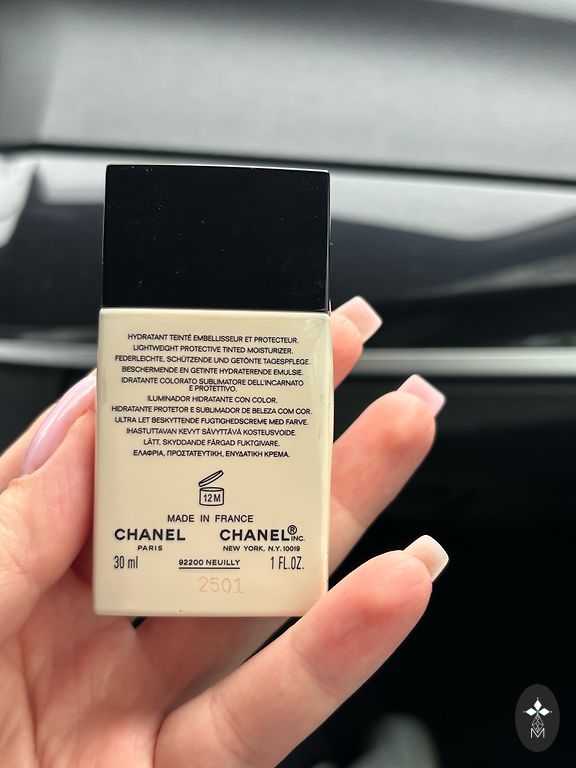 HYDRATANT TEINTÉ EMBELLISSEUR ET PROTECTEUR.
LIGHTWEIGHT PROTECTIVE TINTED MOISTURIZER.
FEDERLEICHTE, SCHÜTZENDE UND GETÖNTE TAGESPFLEGE.
BESCHERMENDE EN GETINTE HYDRATERENDE EMULSIE.
IDRATANTE COLORATO SUBLIMATORE DELL'INCARNATO
E PROTETTIVO.
ILUMINADOR HIDRATANTE CON COLOR.
HIDRATANTE PROTETOR E SUBLIMADOR DE BELEZA COM COR.
ULTRA LET BESKYTTENDE FUGTIGHEDSCREME MED FARVE.
IHASTUTTAVAN KEVYT SÄVYTTÄVÄ KOSTEUSVOIDE.
LÄTT, SKYDDANDE FÄRGAD FUKTGIVARE.
ΕΛΑΦΡΙΑ, ΠΡΟΣΤΑΤΕΥΤΙΚΗ, ΕΝΥΔΑΤΙΚΗ ΚΡΕΜΑ.
12 M
MADE IN FRANCE
CHANEL CHANEL® INC.
PARIS NEW YORK, N.Y. 10019
30 ml 92200 NEUILLY 1 FL.OZ.
2501
M